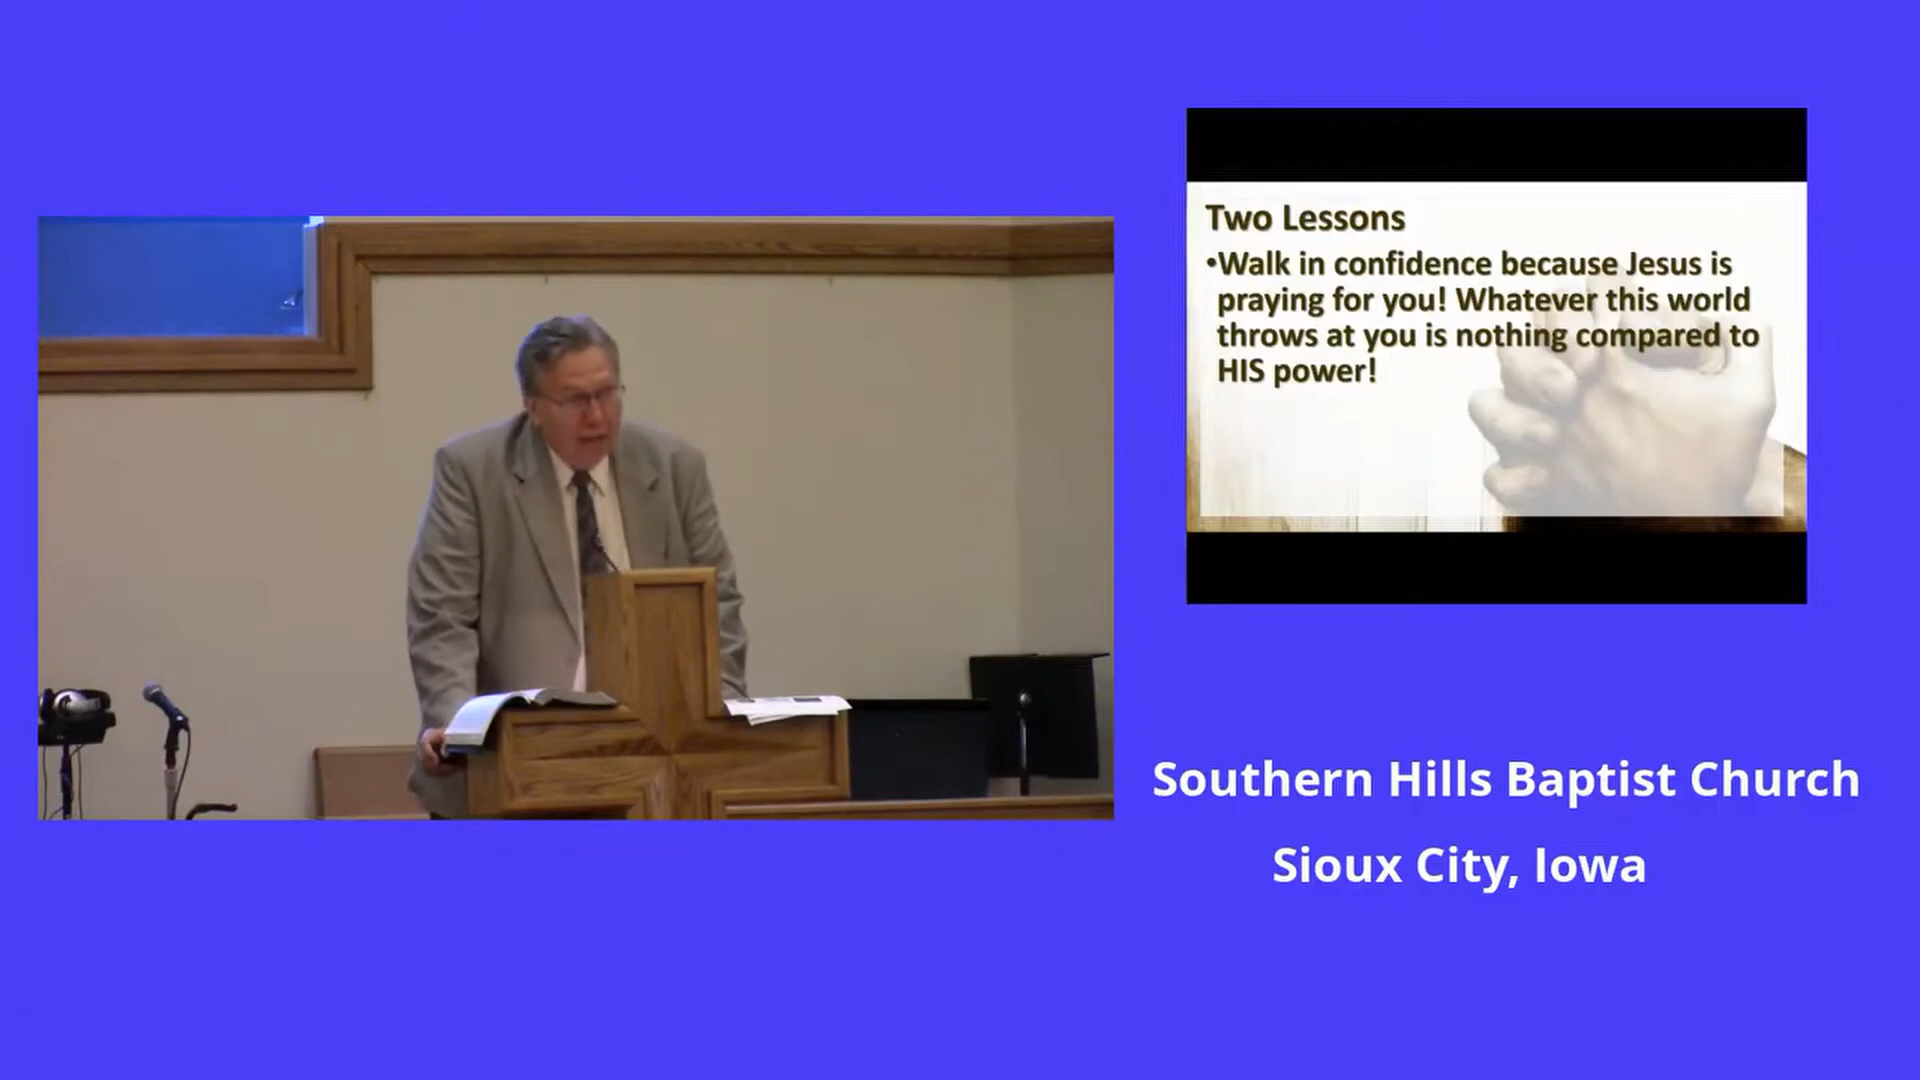 Two Lessons
•Walk in confidence because Jesus is
praying for you! Whatever this world
throws at you is nothing compared to
HIS power!
Southern Hills Baptist Church
Sioux City, Iowa